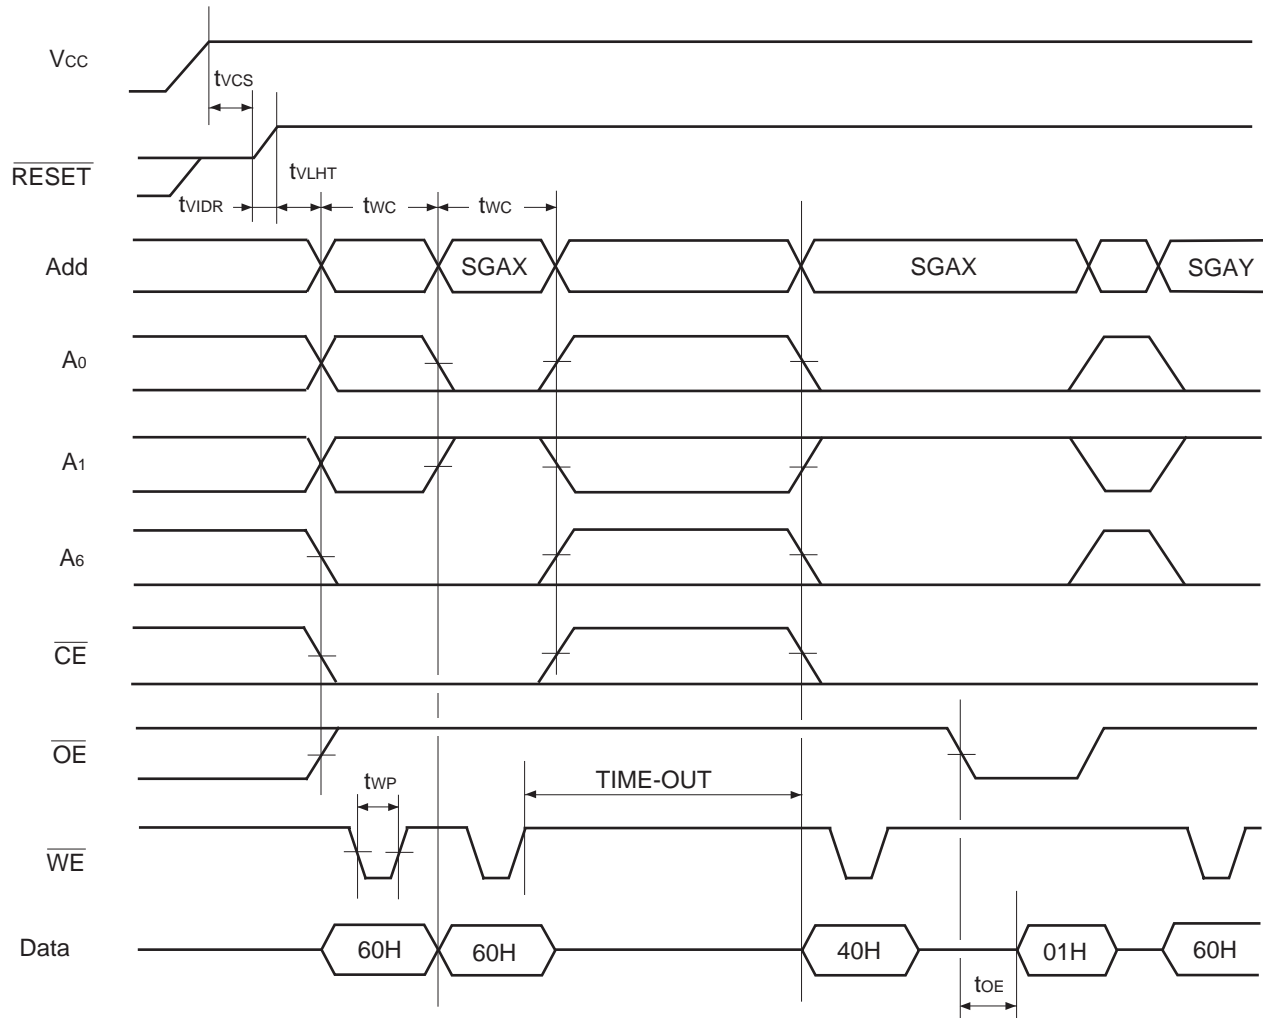 VCC
tVCS
RESET
tVLHT
tVIDR tWC tWC
Add SGAX SGAX SGAY
A0
A1
A6
CE
OE
tWP TIME-OUT
WE
Data 60H 60H 40H 01H 60H
tOE